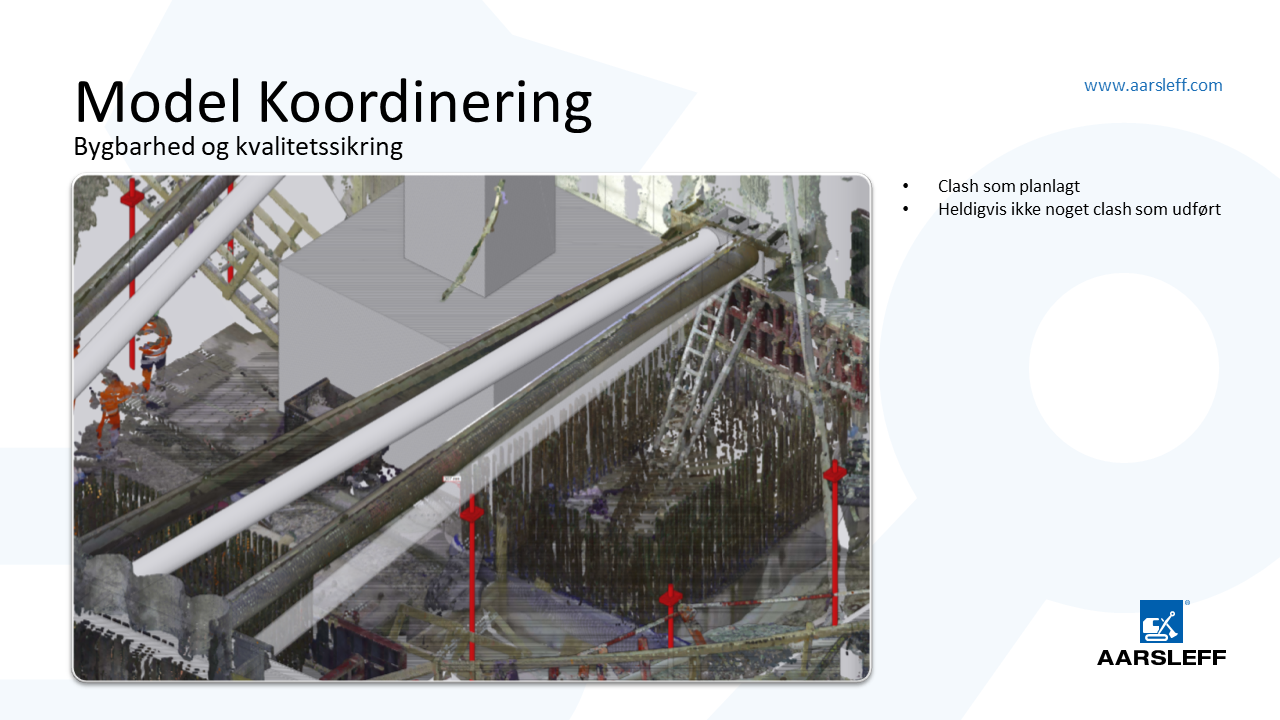 Model Koordinering
Bygbarhed og kvalitetssikring
www.aarsleff.com
• Clash som planlagt
• Heldigvis ikke noget clash som udført
®
AARSLEFF